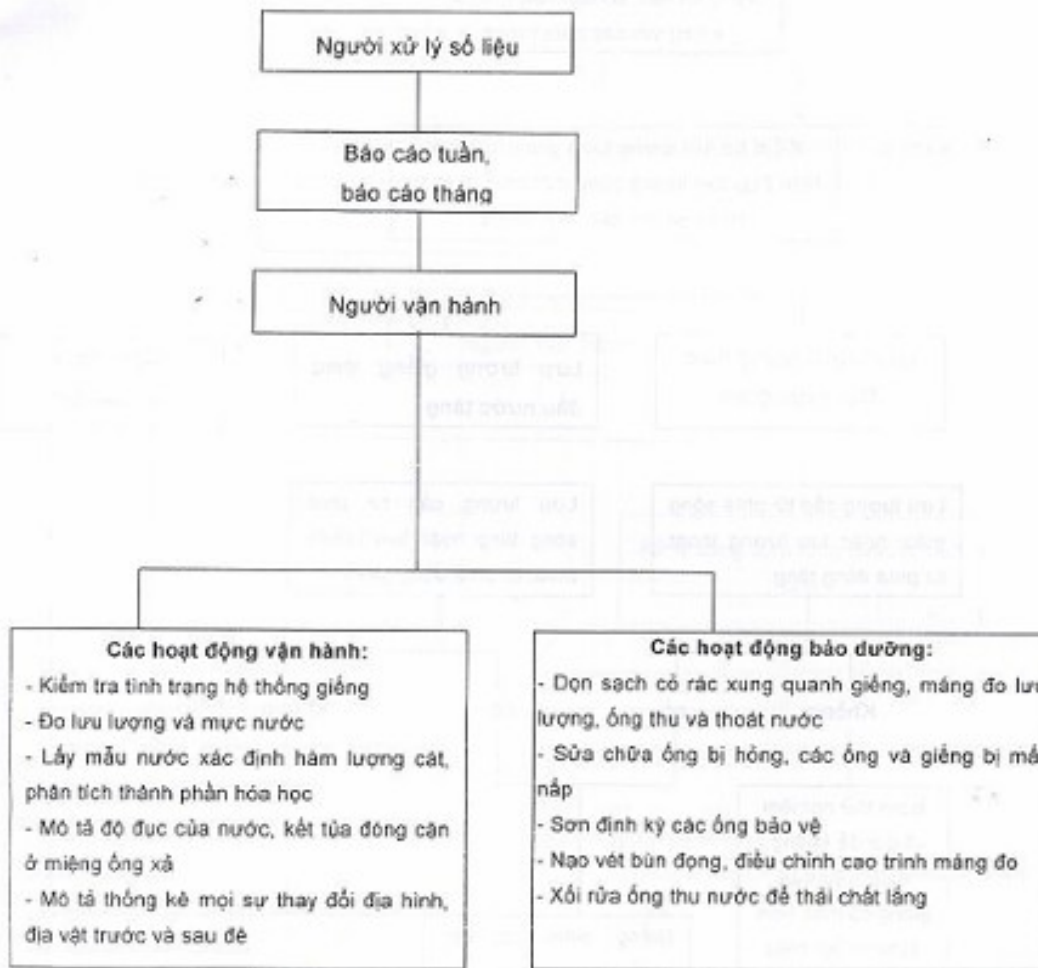 Người xử lý số liệu
Báo cáo tuần,
báo cáo tháng
Người vận hành
Các hoạt động vận hành:
- Kiểm tra tình trạng hệ thống giếng
- Đo lưu lượng và mực nước
- Lấy mẫu nước xác định hàm lượng cát,
phân tích thành phần hóa học
- Mô tả độ đục của nước, kết tủa đóng cặn
ở miệng ống xả
- Mô tả thống kê mọi sự thay đổi địa hình,
địa vật trước và sau đê
Các hoạt động bảo dưỡng:
- Dọn sạch cỏ rác xung quanh giếng, máng đo lưu
lượng, ống thu và thoát nước
- Sửa chữa ống bị hỏng, các ống và giếng bị mấ
nắp
- Sơn định kỳ các ống bảo vệ
- Nạo vét bùn đọng, điều chỉnh cao trình máng đo
- Xối rửa ống thu nước để thải chất lắng